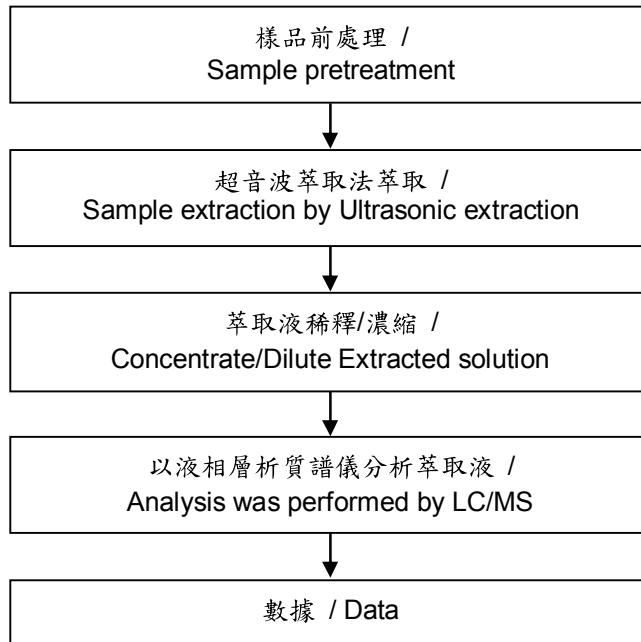 樣品前處理 /
Sample pretreatment
超音波萃取法萃取 /
Sample extraction by Ultrasonic extraction
萃取液稀釋/濃縮 /
Concentrate/Dilute Extracted solution
以液相層析質譜儀分析萃取液 /
Analysis was performed by LC/MS
數據 / Data